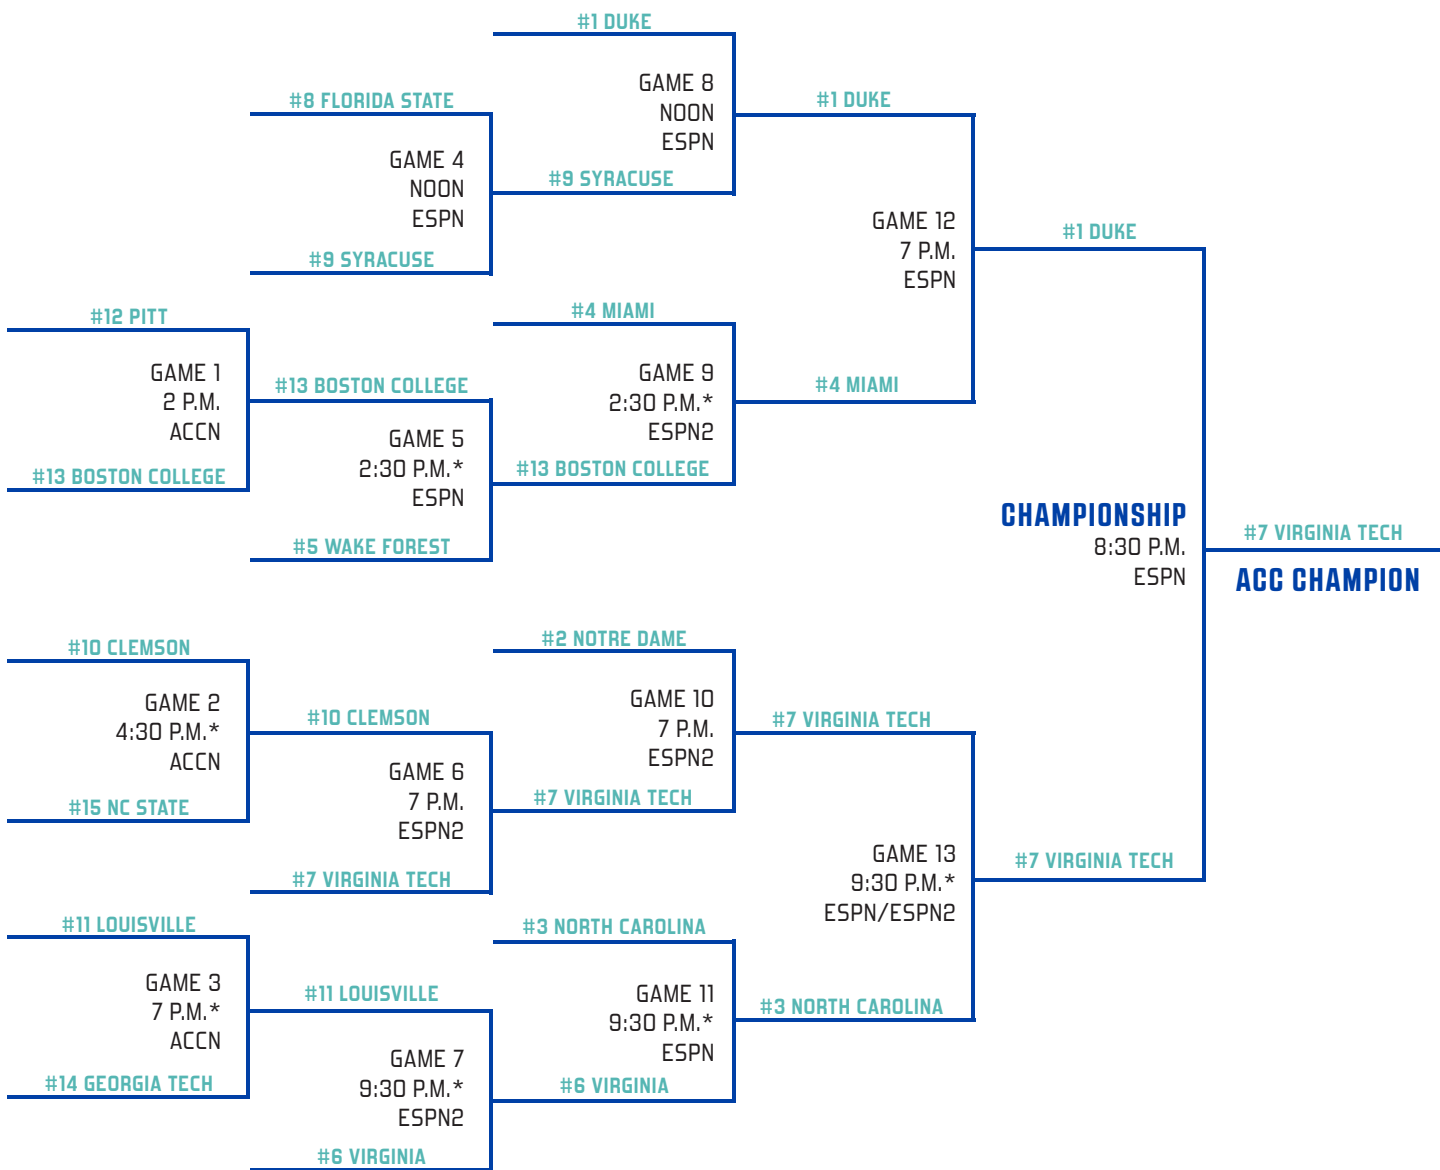 #1 DUKE
GAME 8
NOON
ESPN
#8 FLORIDA STATE
#1 DUKE
GAME 4
NOON
ESPN
#9 SYRACUSE
#9 SYRACUSE
GAME 12
7 P.M.
ESPN
#1 DUKE
#12 PITT
#4 MIAMI
GAME 1
2 P.M.
ACCN
#13 BOSTON COLLEGE
GAME 9
2:30 P.M.*
ESPN2
#4 MIAMI
#13 BOSTON COLLEGE
GAME 5
2:30 P.M.*
ESPN
#13 BOSTON COLLEGE
#5 WAKE FOREST
CHAMPIONSHIP
8:30 P.M.
ESPN
#7 VIRGINIA TECH
ACC CHAMPION
#10 CLEMSON
#2 NOTRE DAME
GAME 2
4:30 P.M.*
ACCN
#10 CLEMSON
GAME 10
7 P.M.
ESPN2
#7 VIRGINIA TECH
#15 NC STATE
GAME 6
7 P.M.
ESPN2
#7 VIRGINIA TECH
#7 VIRGINIA TECH
GAME 13
9:30 P.M.*
ESPN/ESPN2
#7 VIRGINIA TECH
#11 LOUISVILLE
#3 NORTH CAROLINA
GAME 3
7 P.M.*
ACCN
#11 LOUISVILLE
GAME 11
9:30 P.M.*
ESPN
#3 NORTH CAROLINA
#14 GEORGIA TECH
GAME 7
9:30 P.M.*
ESPN2
#6 VIRGINIA
#6 VIRGINIA